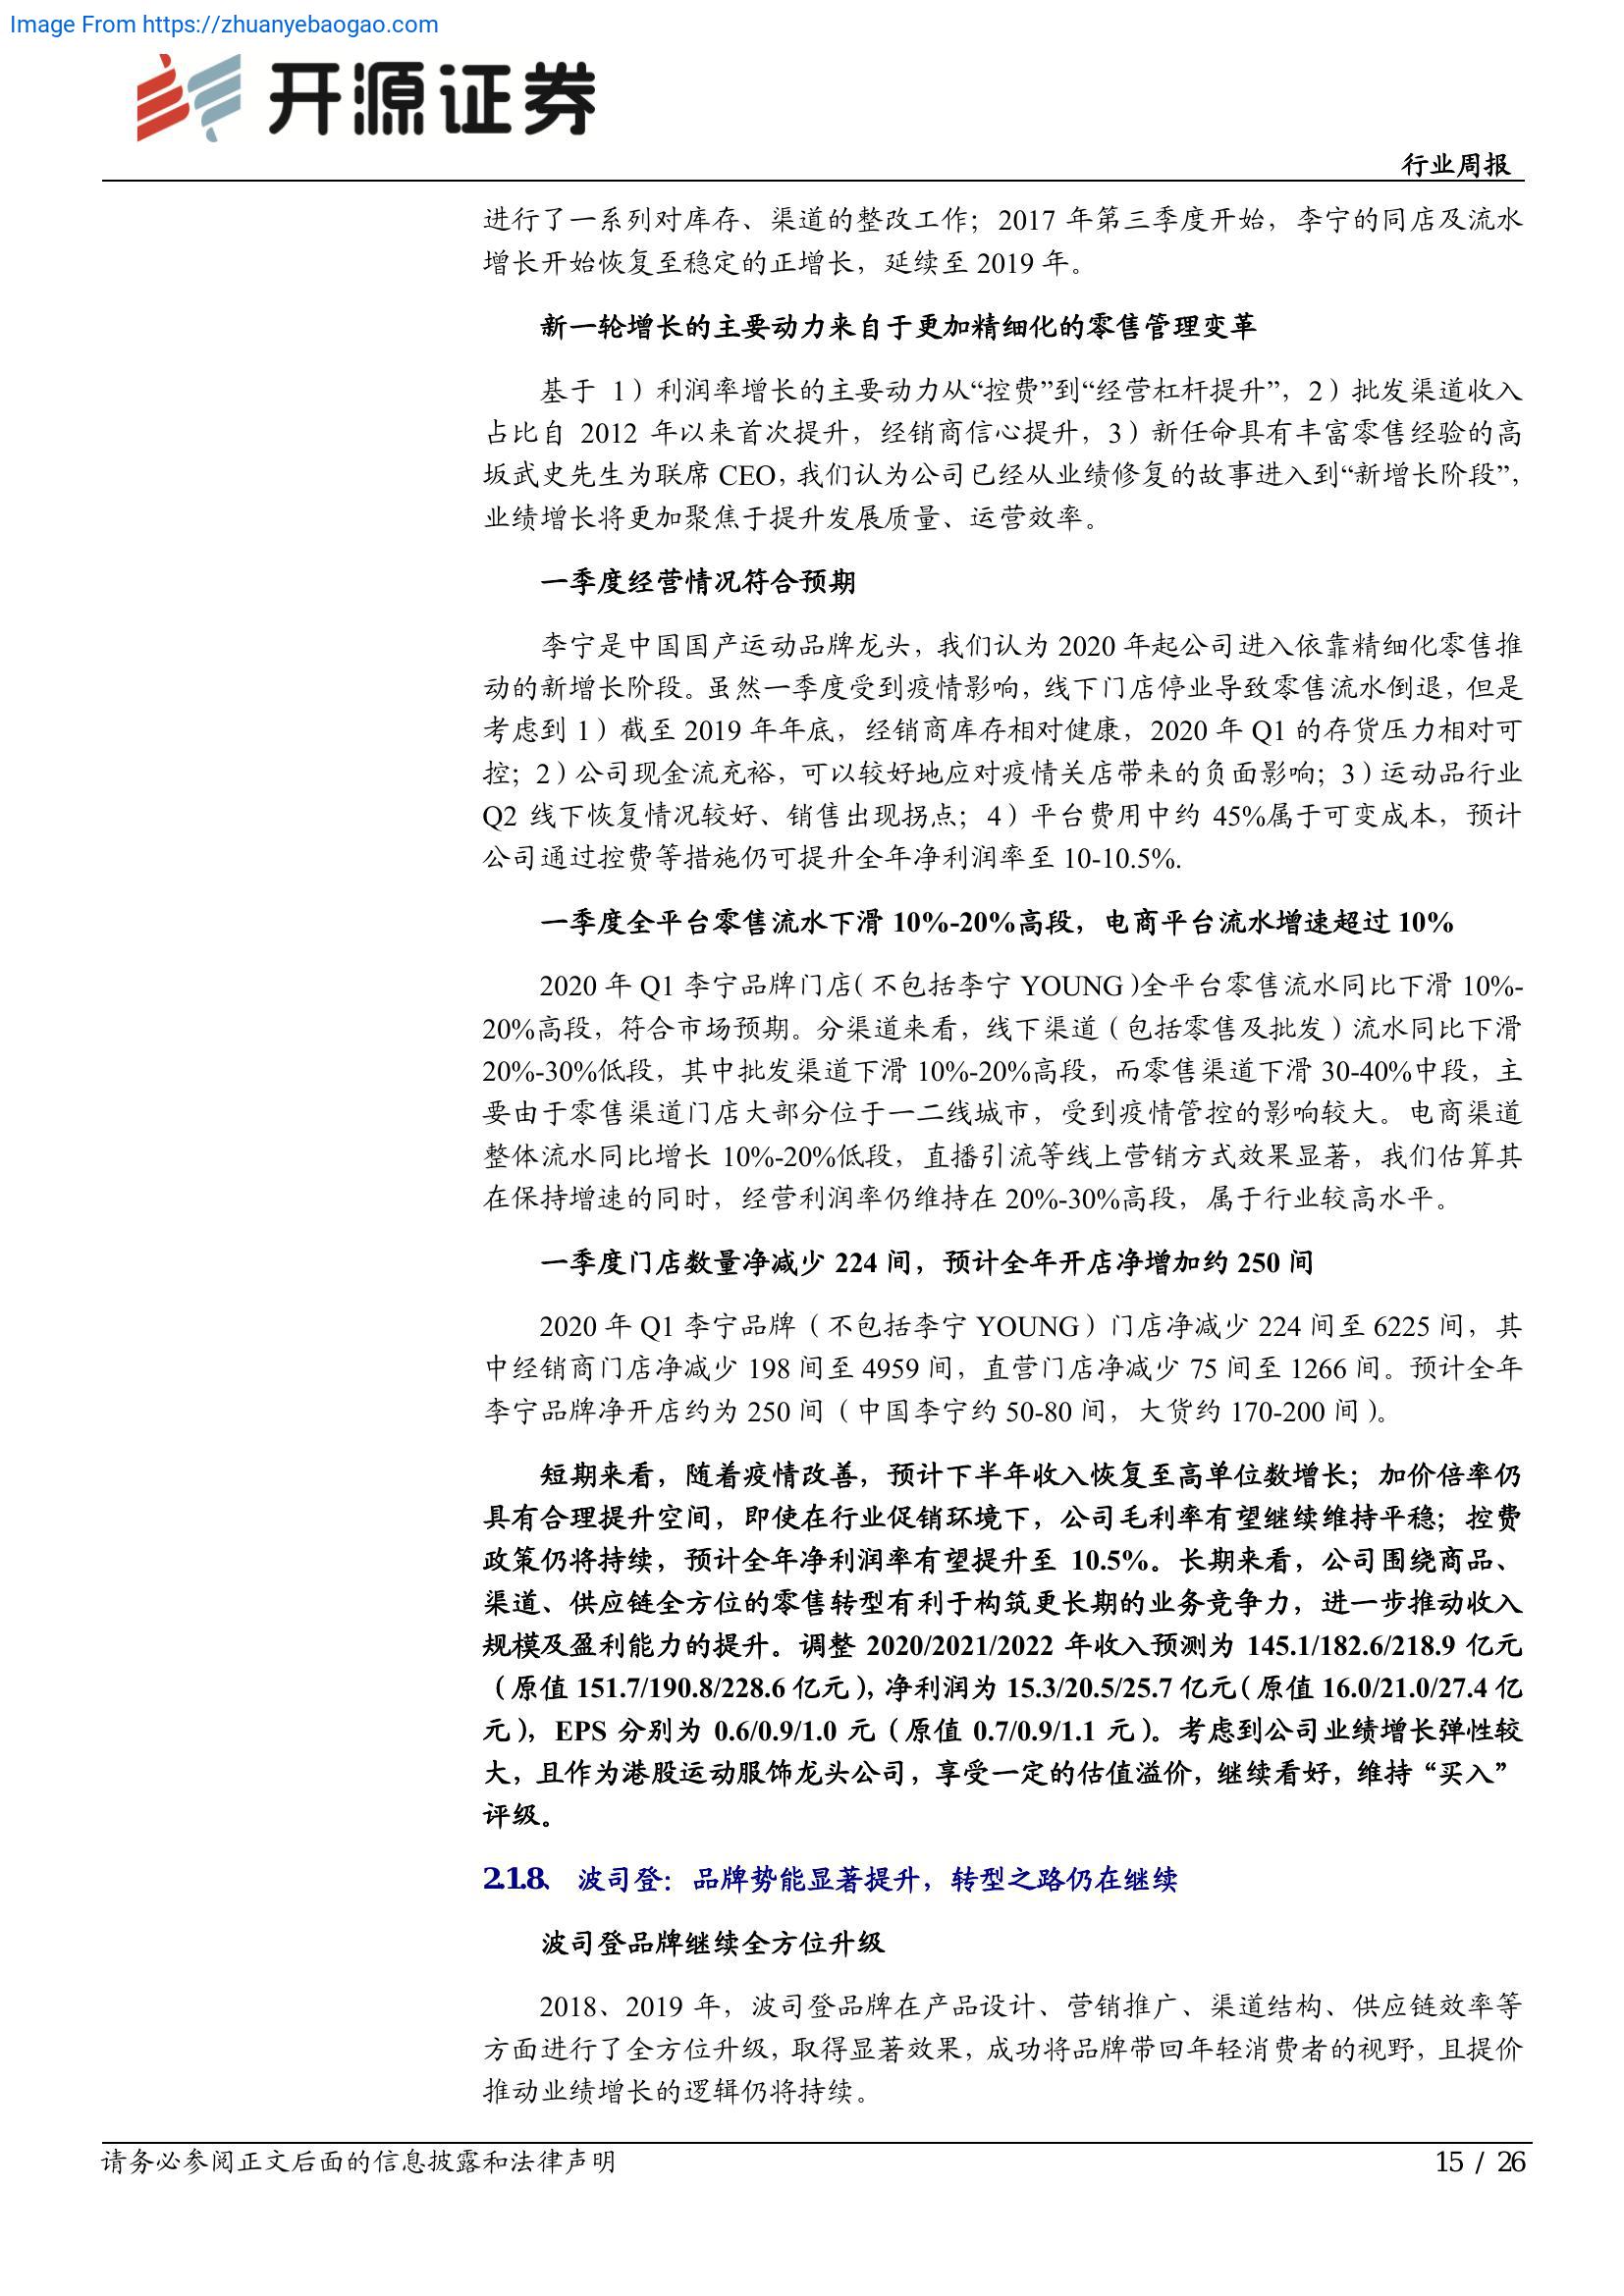 Image From https://zhuanyebaogao.com
开源证券
行业周报
进行了一系列对库存、渠道的整改工作；2017 年第三季度开始，李宁的同店及流水
增长开始恢复至稳定的正增长，延续至 2019 年。
新一轮增长的主要动力来自于更加精细化的零售管理变革
基于 1）利润率增长的主要动力从“控费”到“经营杠杆提升”，2）批发渠道收入
占比自 2012 年以来首次提升，经销商信心提升，3）新任命具有丰富零售经验的高
坂武史先生为联席 CEO，我们认为公司已经从业绩修复的故事进入到“新增长阶段”，
业绩增长将更加聚焦于提升发展质量、运营效率。
一季度经营情况符合预期
李宁是中国国产运动品牌龙头，我们认为 2020 年起公司进入依靠精细化零售推
动的新增长阶段。虽然一季度受到疫情影响，线下门店停业导致零售流水倒退，但是
考虑到 1）截至 2019 年年底，经销商库存相对健康，2020 年 Q1 的存货压力相对可
控；2）公司现金流充裕，可以较好地应对疫情关店带来的负面影响；3）运动品行业
Q2 线下恢复情况较好、销售出现拐点；4）平台费用中约 45%属于可变成本，预计
公司通过控费等措施仍可提升全年净利润率至 10-10.5%.
一季度全平台零售流水下滑 10%-20%高段，电商平台流水增速超过 10%
2020 年 Q1 李宁品牌门店（不包括李宁 YOUNG）全平台零售流水同比下滑 10%-
20%高段，符合市场预期。分渠道来看，线下渠道（包括零售及批发）流水同比下滑
20%-30%低段，其中批发渠道下滑 10%-20%高段，而零售渠道下滑 30-40%中段，主
要由于零售渠道门店大部分位于一二线城市，受到疫情管控的影响较大。电商渠道
整体流水同比增长 10%-20%低段，直播引流等线上营销方式效果显著，我们估算其
在保持增速的同时，经营利润率仍维持在 20%-30%高段，属于行业较高水平。
一季度门店数量净减少 224 间，预计全年开店净增加约 250 间
2020 年 Q1 李宁品牌（不包括李宁 YOUNG）门店净减少 224 间至 6225 间，其
中经销商门店净减少 198 间至 4959 间，直营门店净减少 75 间至 1266 间。预计全年
李宁品牌净开店约为 250 间（中国李宁约 50-80 间，大货约 170-200 间）。
短期来看，随着疫情改善，预计下半年收入恢复至高单位数增长；加价倍率仍
具有合理提升空间，即使在行业促销环境下，公司毛利率有望继续维持平稳；控费
政策仍将持续，预计全年净利润率有望提升至 10.5%。长期来看，公司围绕商品、
渠道、供应链全方位的零售转型有利于构筑更长期的业务竞争力，进一步推动收入
规模及盈利能力的提升。调整 2020/2021/2022 年收入预测为 145.1/182.6/218.9 亿元
（原值 151.7/190.8/228.6 亿元），净利润为 15.3/20.5/25.7 亿元（原值 16.0/21.0/27.4 亿
元），EPS 分别为 0.6/0.9/1.0 元（原值 0.7/0.9/1.1 元）。考虑到公司业绩增长弹性较
大，且作为港股运动服饰龙头公司，享受一定的估值溢价，继续看好，维持“买入”
评级。
2.1.8、 波司登：品牌势能显著提升，转型之路仍在继续
波司登品牌继续全方位升级
2018、2019 年，波司登品牌在产品设计、营销推广、渠道结构、供应链效率等
方面进行了全方位升级，取得显著效果，成功将品牌带回年轻消费者的视野，且提价
推动业绩增长的逻辑仍将持续。
请务必参阅正文后面的信息披露和法律声明
15 / 26